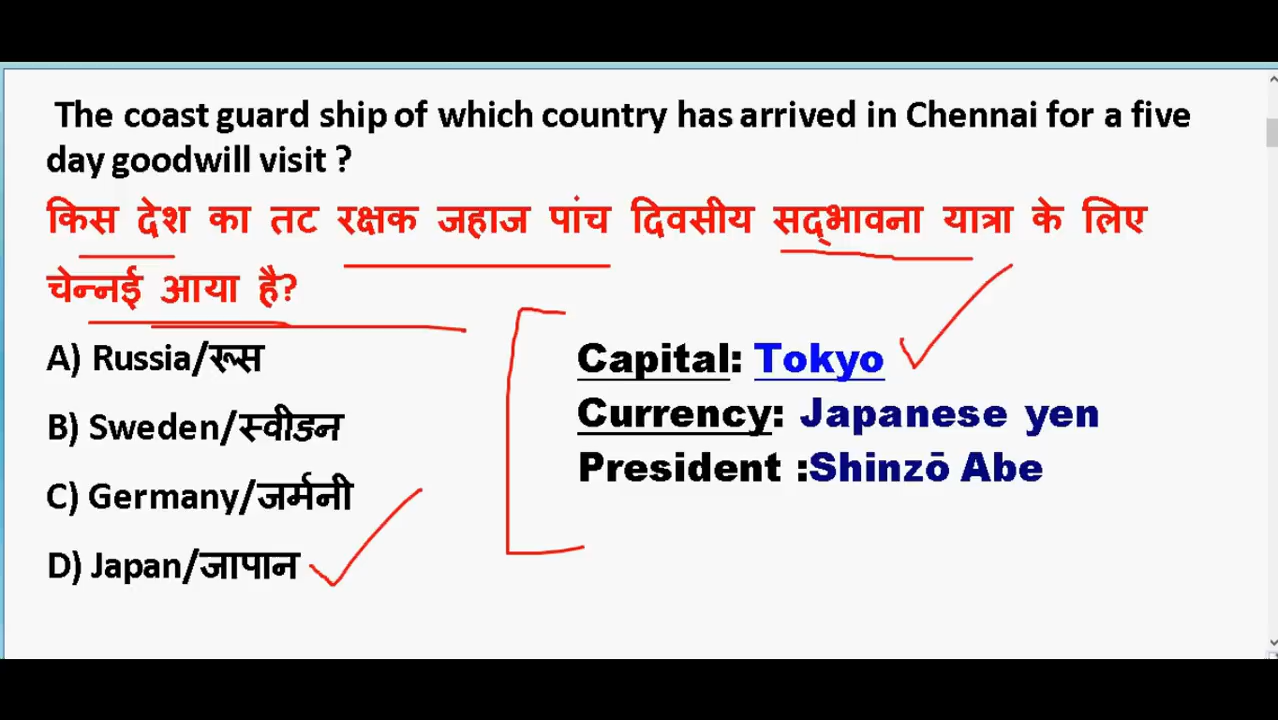 The coast guard ship of which country has arrived in Chennai for a five
day goodwill visit ?
किस देश का तट रक्षक जहाज पांच दिवसीय सद्भावना यात्रा के लिए
चेन्नई आया है?
A) Russia/रूस
B) Sweden/स्वीडन
C) Germany/जर्मनी
D) Japan/जापान
Capital: Tokyo
Currency: Japanese yen
President :Shinzō Abe